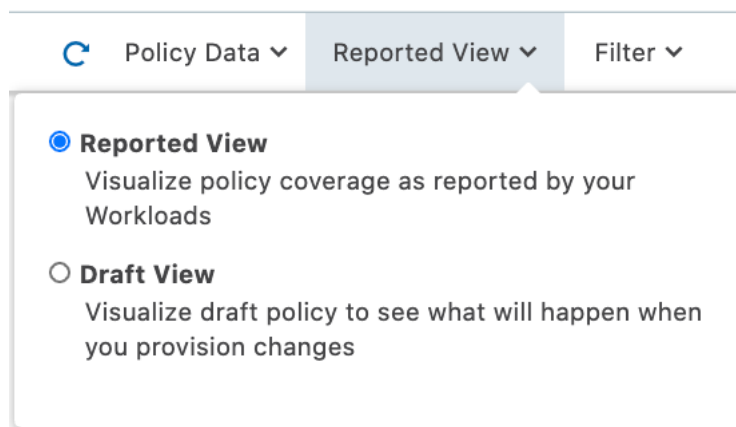 Policy Data
Reported View
Filter
Reported View
Visualize policy coverage as reported by your
Workloads
Draft View
Visualize draft policy to see what will happen when
you provision changes